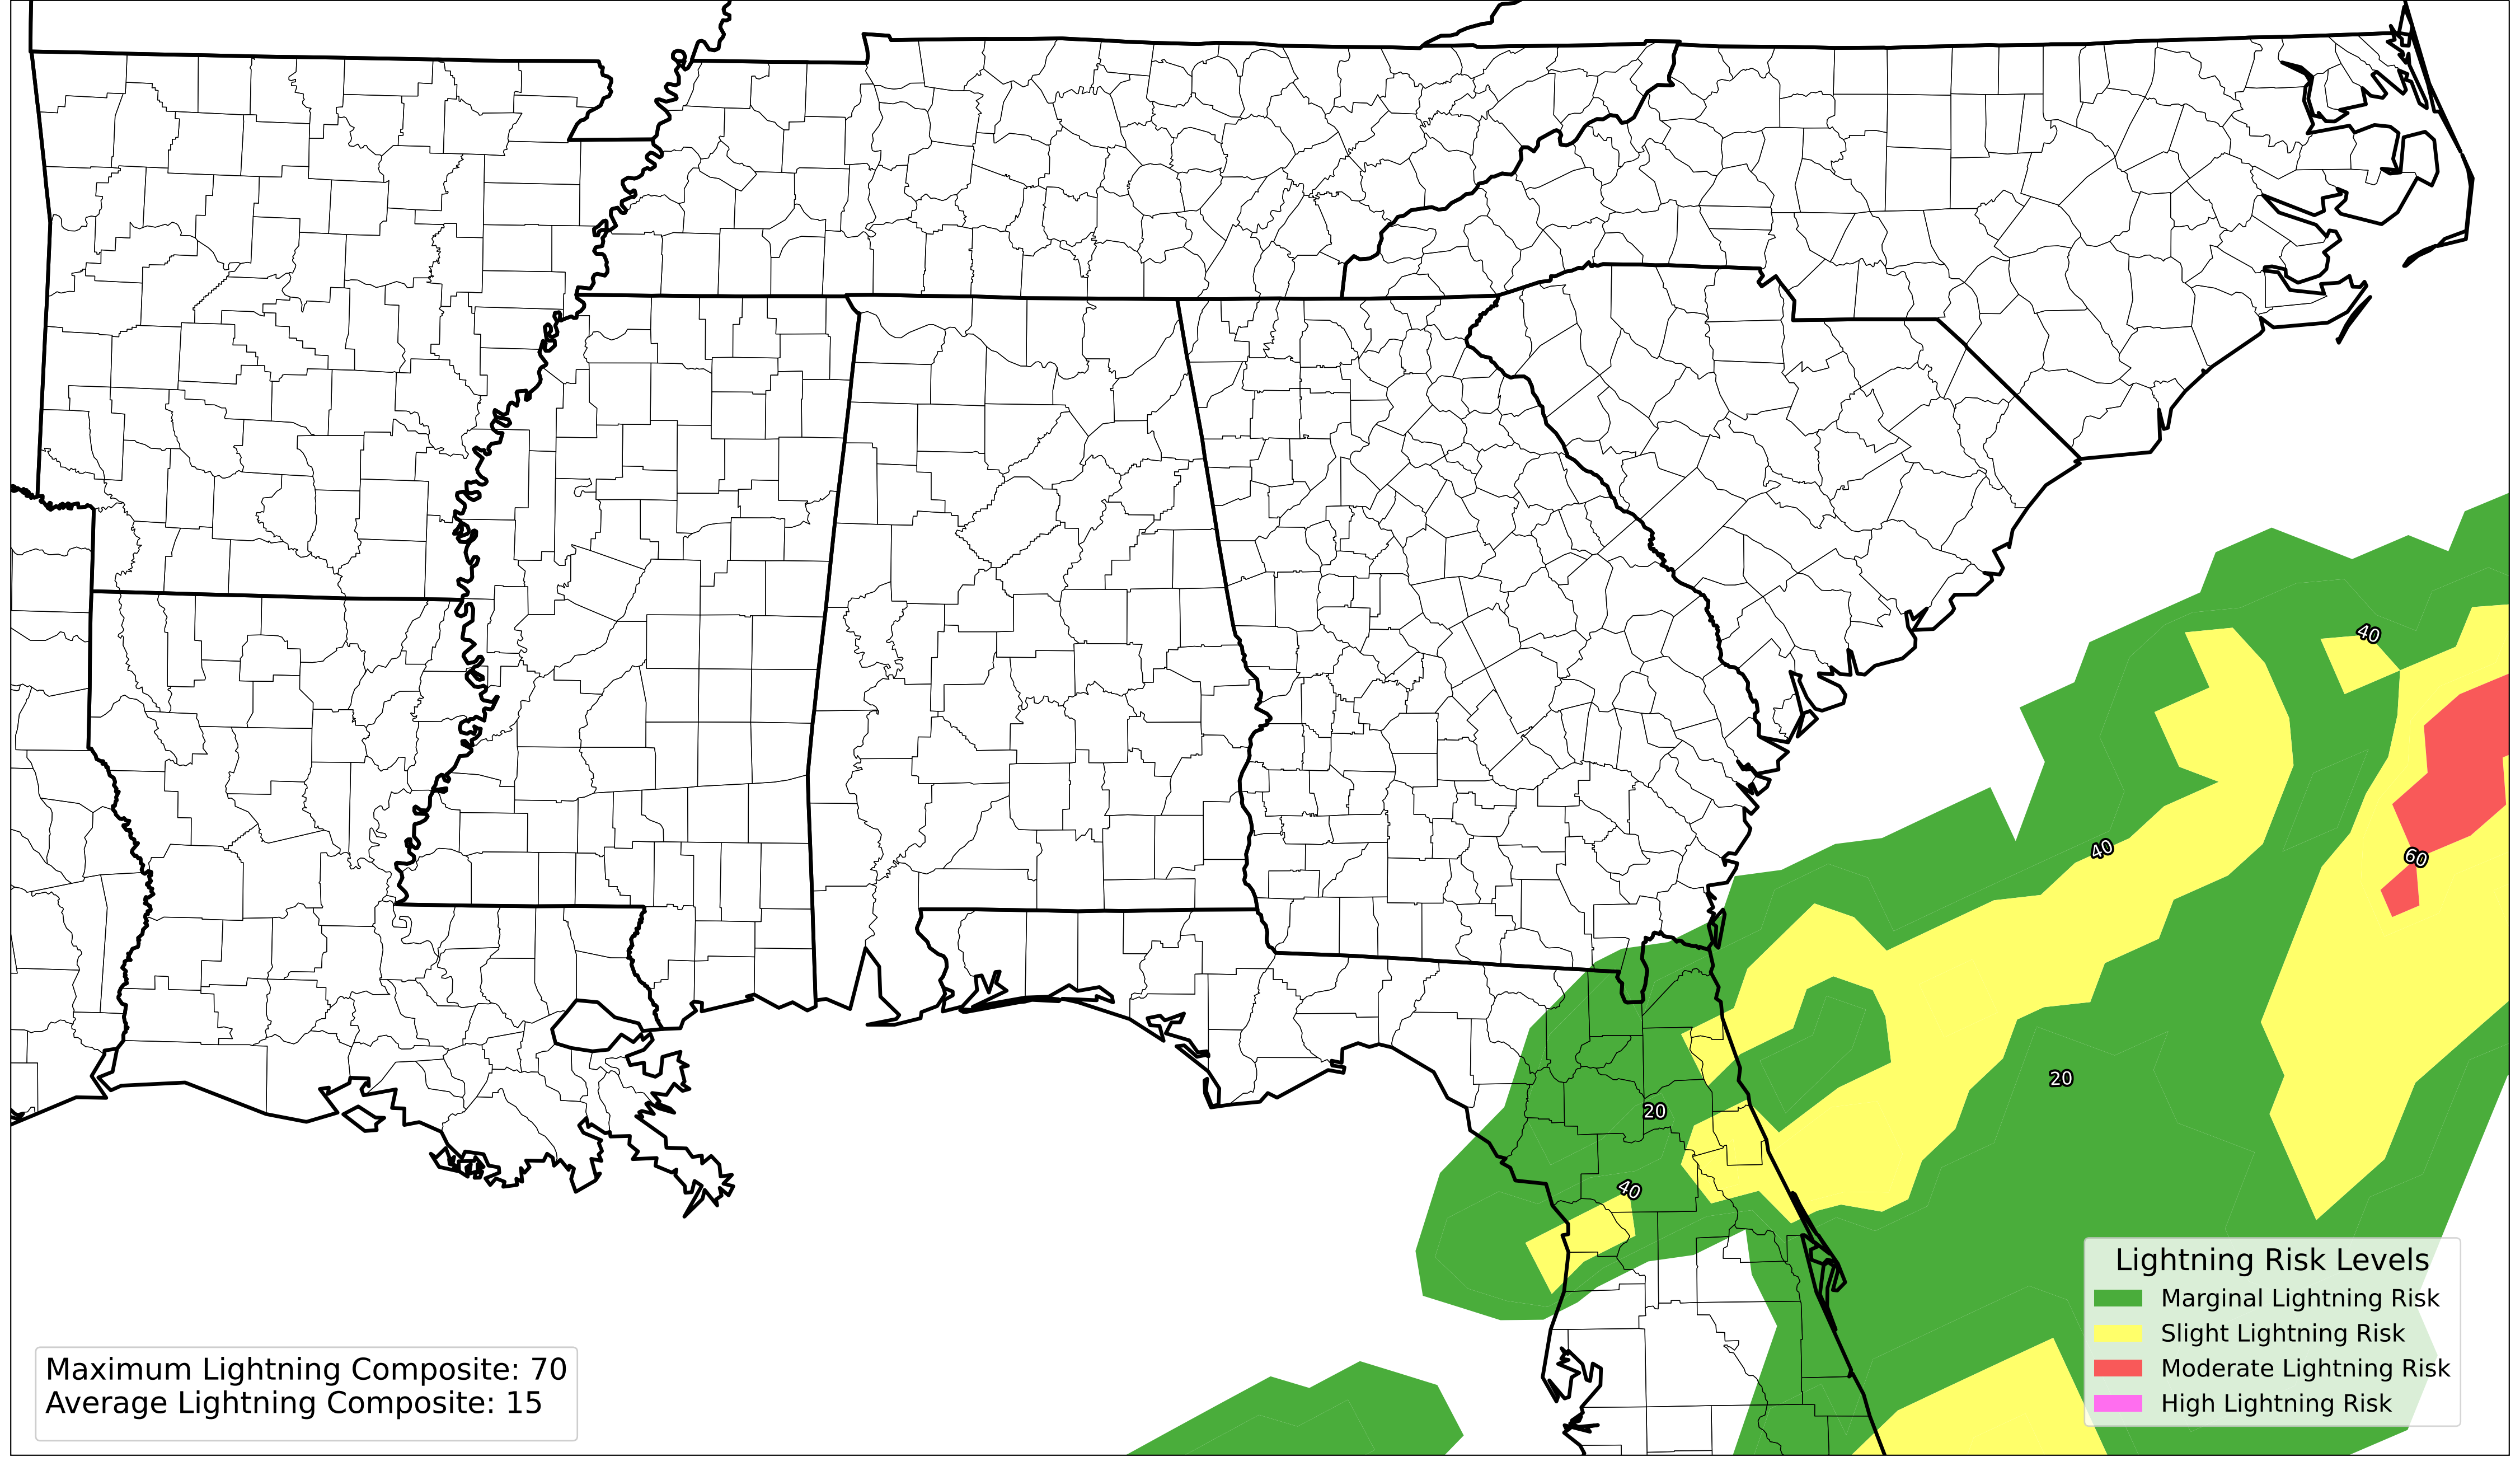 40
60
40
20
20
40
Lightning Risk Levels
Marginal Lightning Risk
Slight Lightning Risk
Moderate Lightning Risk
High Lightning Risk
Maximum Lightning Composite: 70
Average Lightning Composite: 15